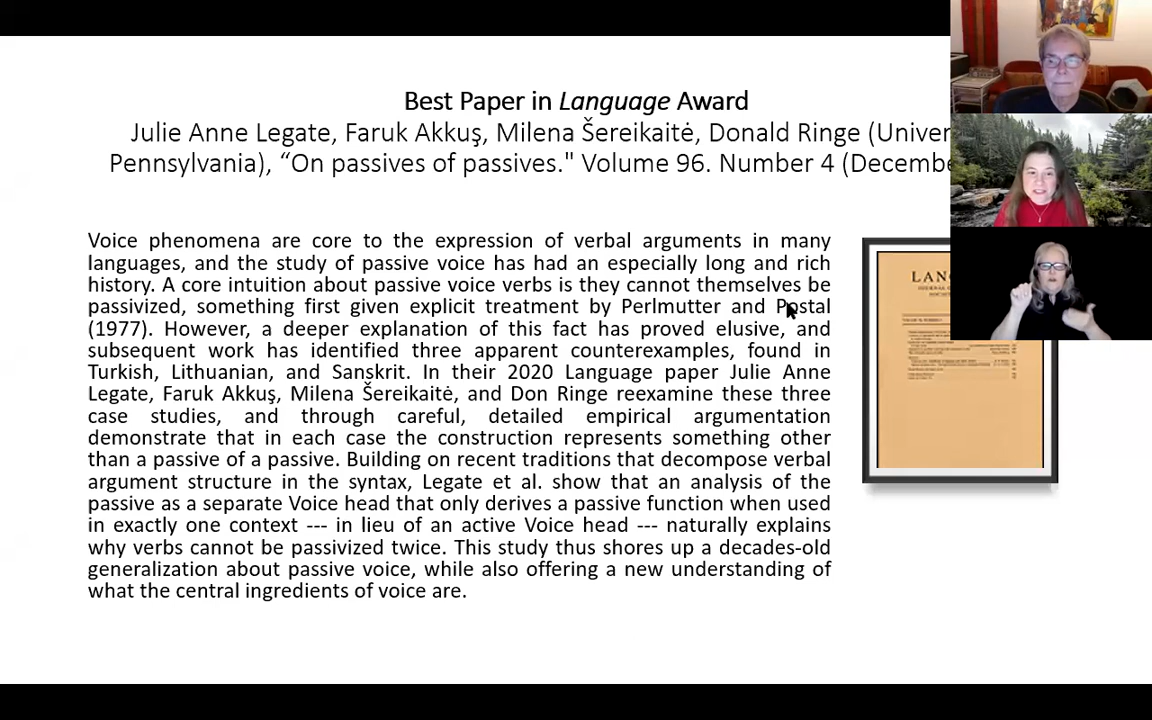 Best Paper in Language Award
Julie Anne Legate, Faruk Akkuş, Milena Šereikaitė, Donald Ringe
Pennsylvania), “On passives of passives." Volume 96. Number 4
Voice phenomena are core to the expression of verbal arguments in many
languages, and the study of passive voice has had an especially long and rich
history. A core intuition about passive voice verbs is they cannot themselves be
passivized, something first given explicit treatment by Perlmutter and Postal
(1977). However, a deeper explanation of this fact has proved elusive, and
subsequent work has identified three apparent counterexamples, found in
Turkish, Lithuanian, and Sanskrit. In their 2020 Language paper Julie Anne
Legate, Faruk Akkuş, Milena Šereikaitė, and Don Ringe reexamine these three
case studies, and through careful, detailed empirical argumentation
demonstrate that in each case the construction represents something other
than a passive of a passive. Building on recent traditions that decompose verbal
argument structure in the syntax, Legate et al. show that an analysis of the
passive as a separate Voice head that only derives a passive function when used
in exactly one context --- in lieu of an active Voice head --- naturally explains
why verbs cannot be passivized twice. This study thus shores up a decades-old
generalization about passive voice, while also offering a new understanding of
what the central ingredients of voice are.